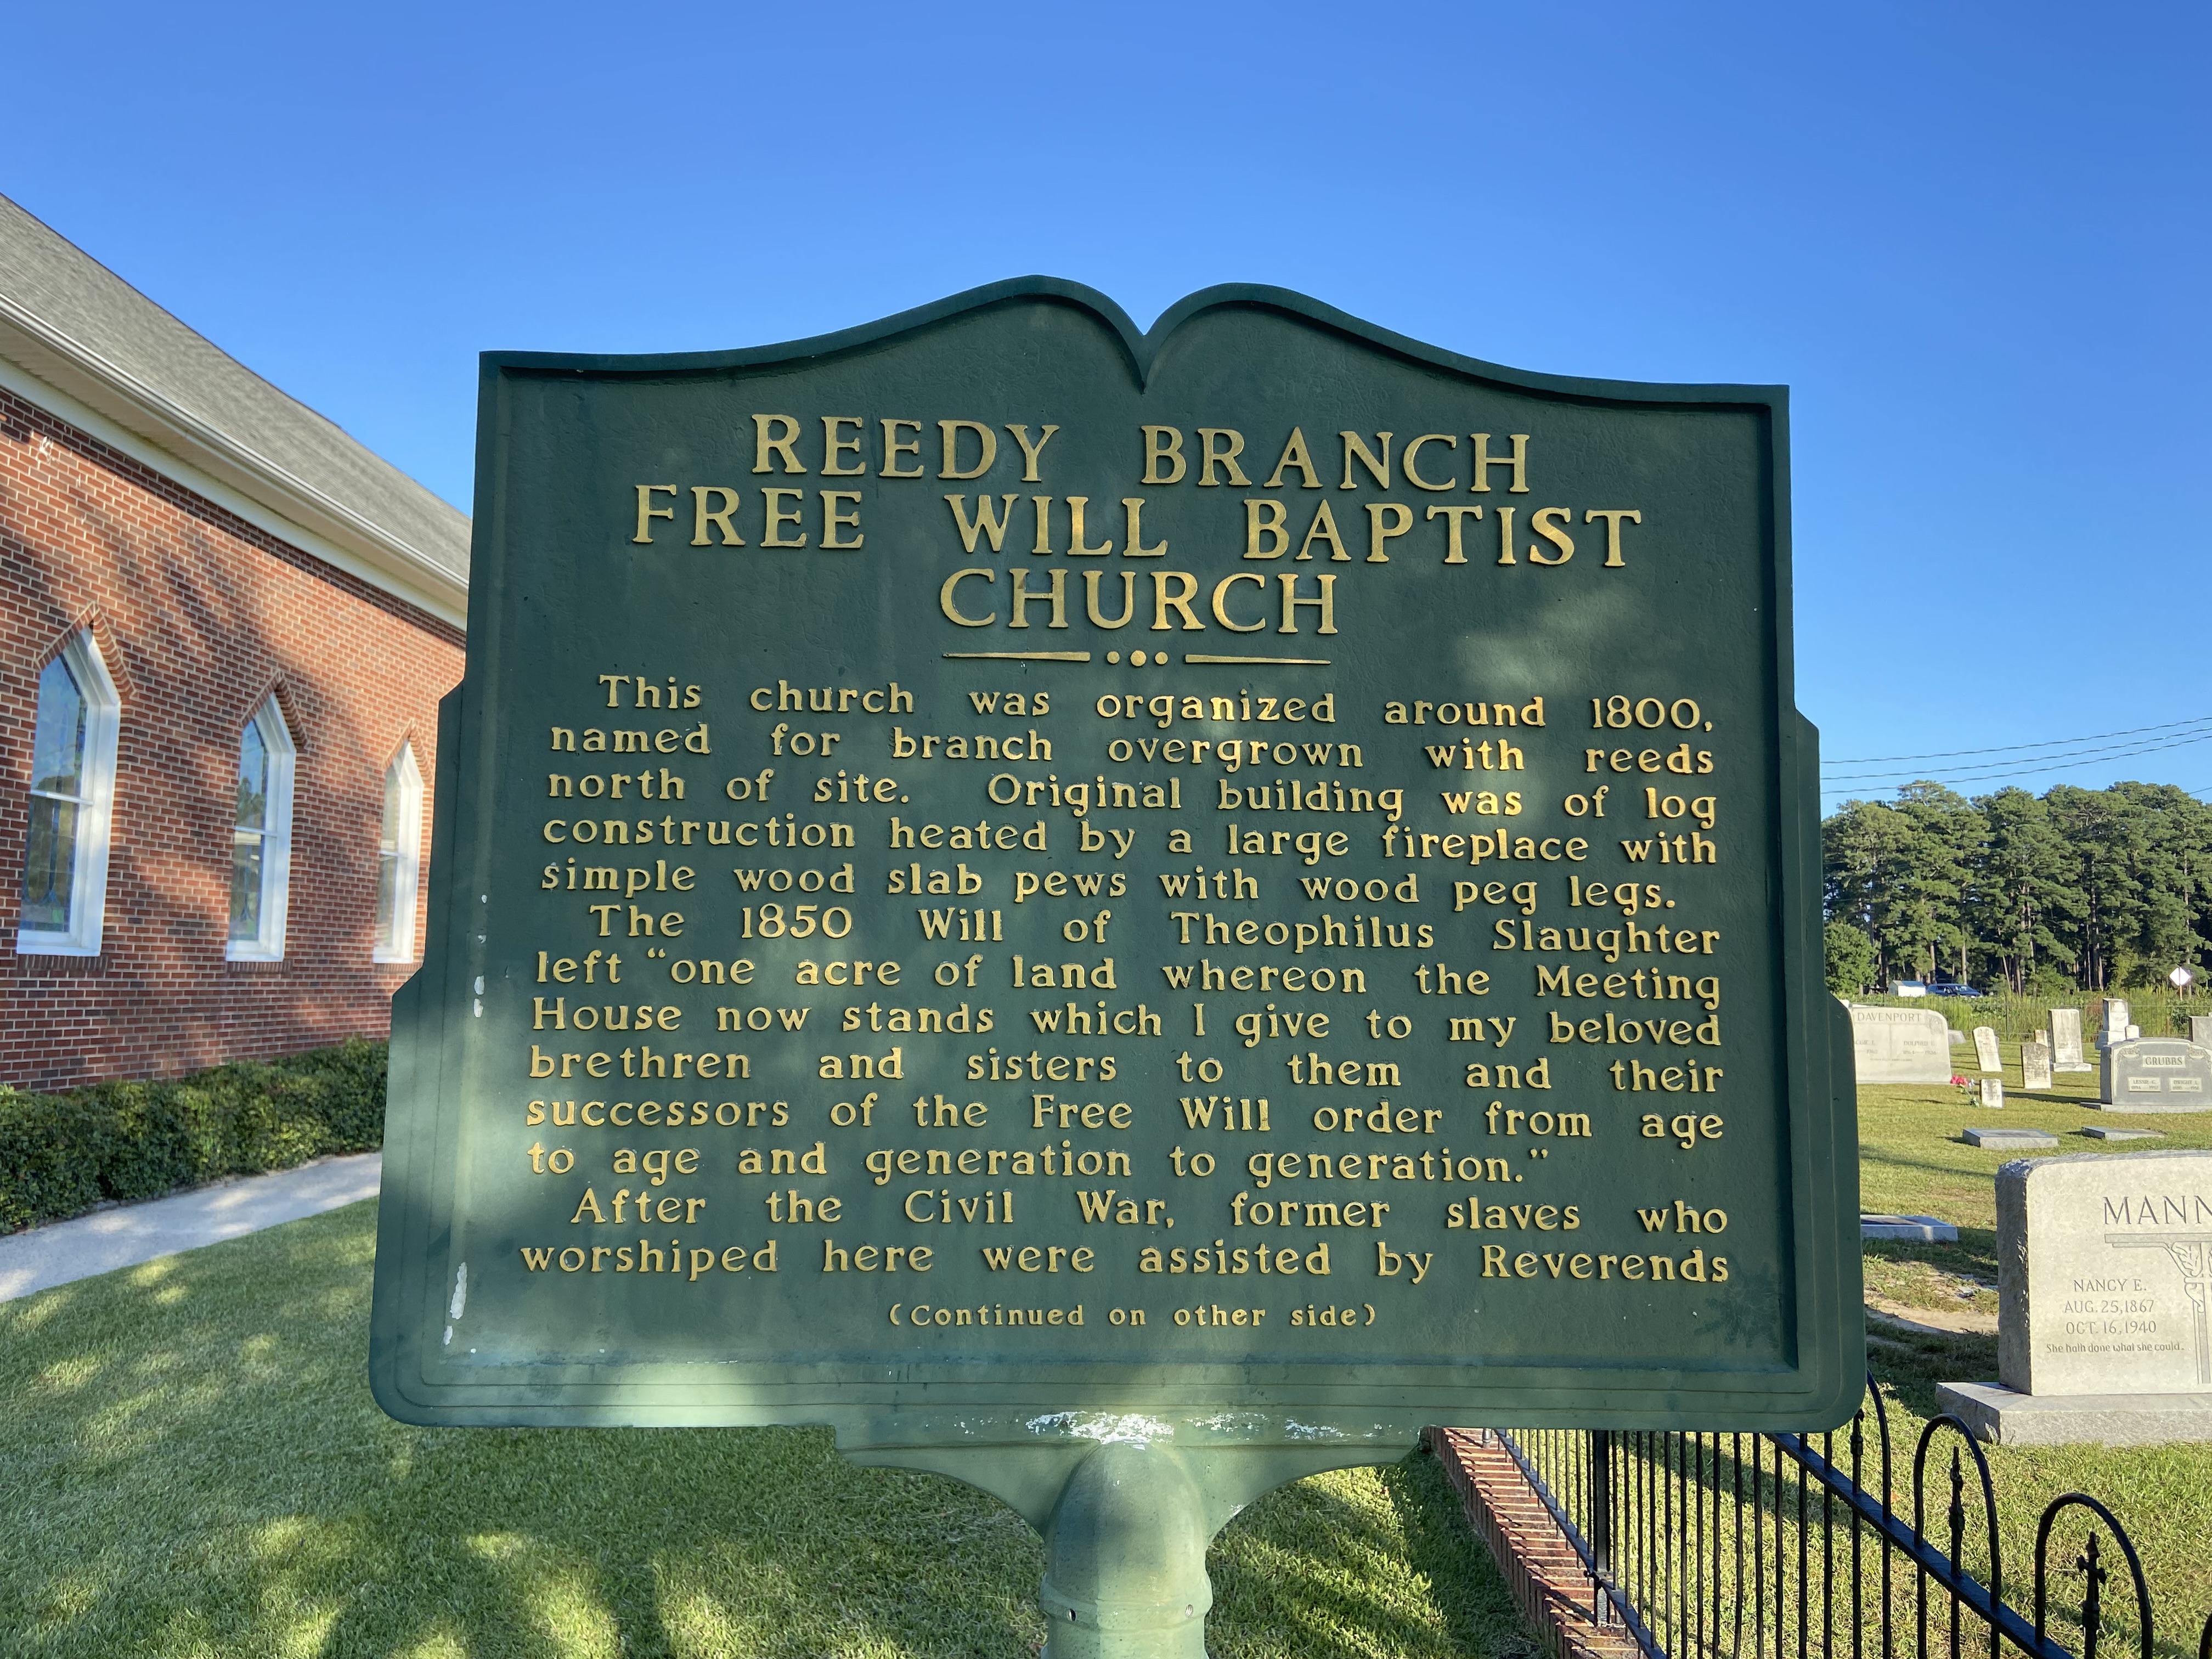 REEDY BRANCH
FREE WILL BAPTIST
CHURCH
This church was organized around 1800,
named for branch overgrown with reeds
north of site. Original building was of log
construction heated by a large fireplace with
simple wood slab pews with wood peg legs.
The 1850 Will of Theophilus Slaughter
left “one acre of land whereon the Meeting
House now stands which I give to my beloved
brethren and sisters to them and their
successors of the Free Will order from age
to age and generation to generation.”
After the Civil War, former slaves who
worshiped here were assisted by Reverends
(Continued on other side)
DAVENPORT
GRUBBS
MANN
NANCY E.
AUG. 25, 1867
OCT. 16, 1940
She hath done what she could.